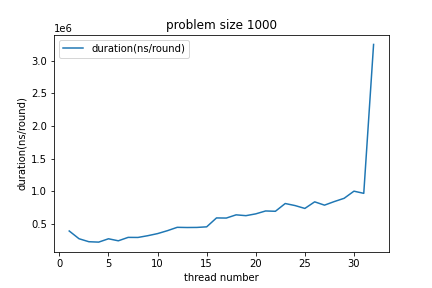 problem size 1000
1e6
duration(ns/round)
3.0
2.5
2.0
1.5
1.0
0.5
duration(ns/round)
0 5 10 15 20 25 30
thread number